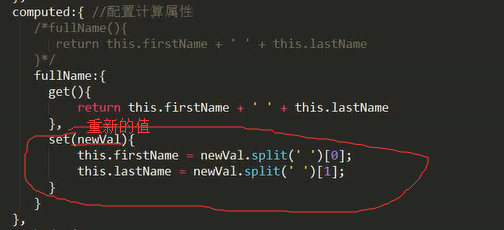 },
computed:{ //配置计算属性
/*fullName(){
return this.firstName + ' ' + this.lastName
}*/
fullName:{
get(){
return this.firstName + ' ' + this.lastName
},
重新的值
set(newVal){
this.firstName = newVal.split(' ')[0];
this.lastName = newVal.split(' ')[1];
}
}
},